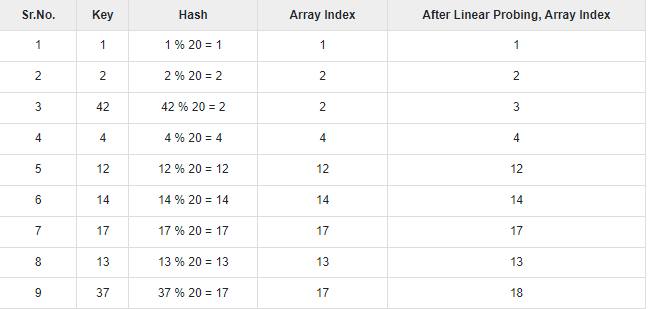 Sr.No. Key Hash Array Index After Linear Probing, Array Index
1 1 1 % 20 = 1 1 1
2 2 2 % 20 = 2 2 2
3 42 42 % 20 = 2 2 3
4 4 4 % 20 = 4 4 4
5 12 12 % 20 = 12 12 12
6 14 14 % 20 = 14 14 14
7 17 17 % 20 = 17 17 17
8 13 13 % 20 = 13 13 13
9 37 37 % 20 = 17 17 18